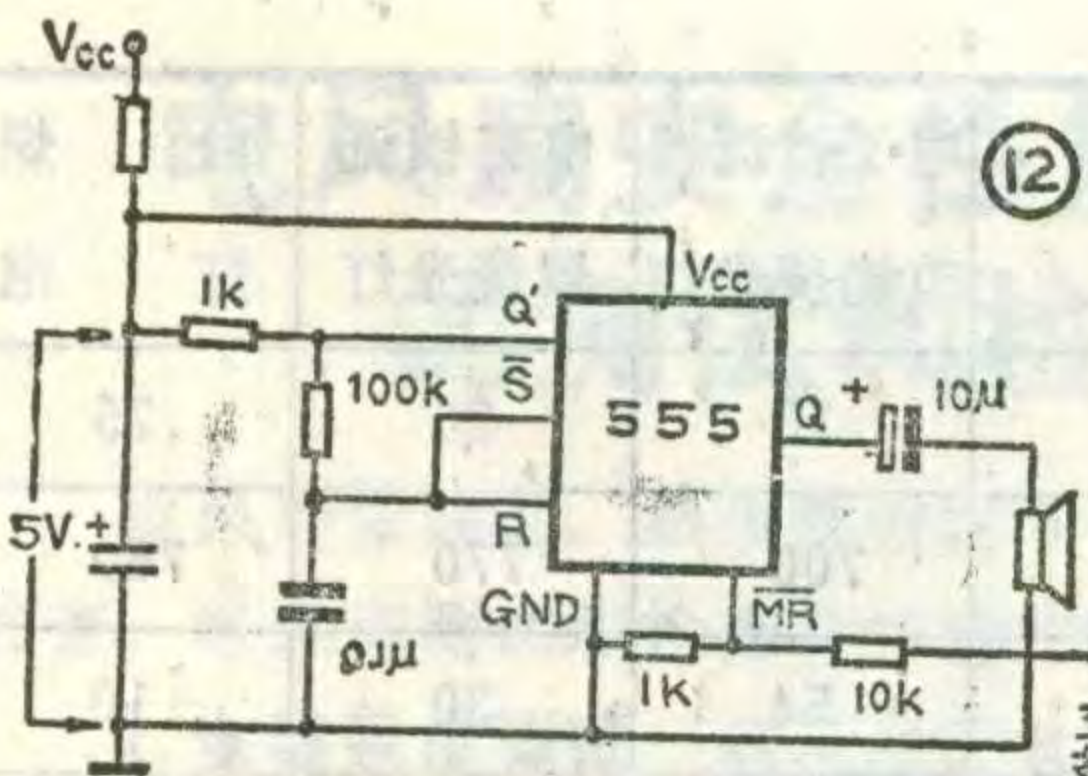 Vcc
12
Vcc
1k
Q'
S̅
100k
555
Q
+
10µ
5V.
+
R
GND
M̅R̅
0.1µ
1k
10k